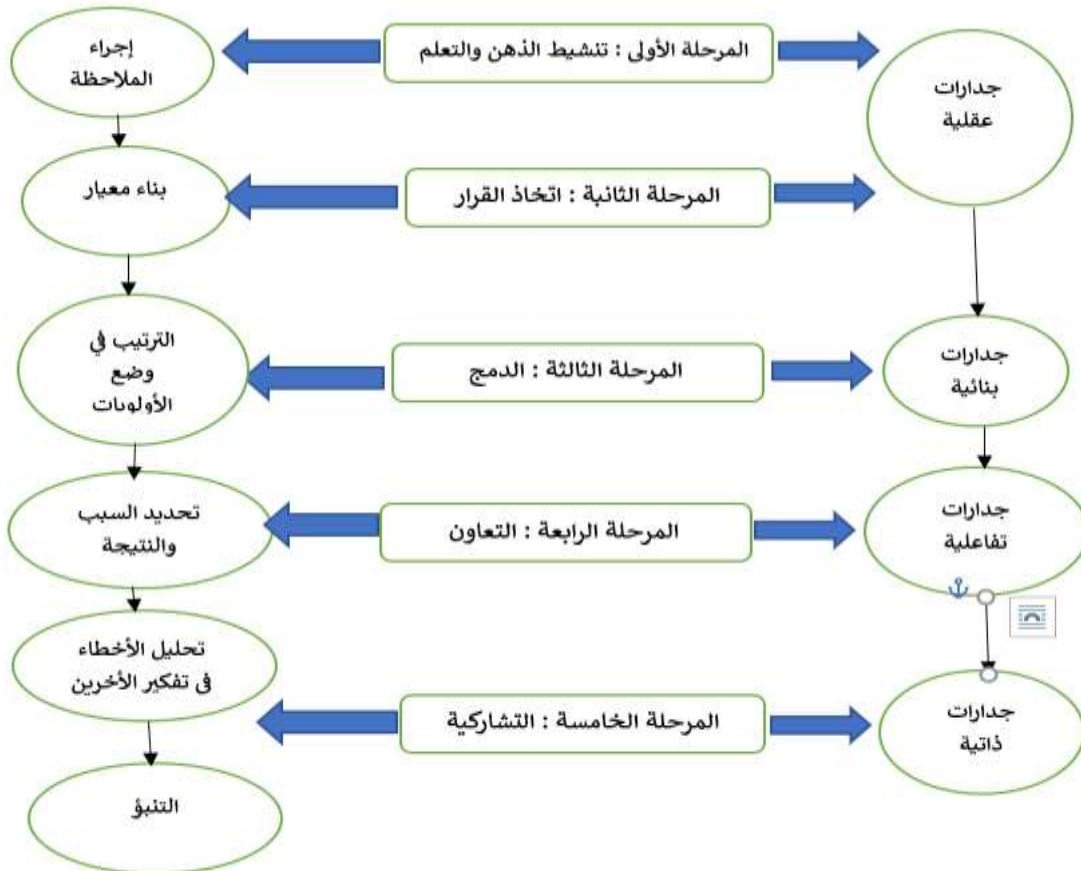 المرحلة الأولى : تنشيط الذهن والتعلم
إجراء
الملاحظة
جدارات
عقلية
المرحلة الثانية : اتخاذ القرار
بناء معيار
المرحلة الثالثة : الدمج
جدارات
بنائية
الترتيب في
وضع
الأولويات
المرحلة الرابعة : التعاون
جدارات
تفاعلية
تحديد السبب
والنتيجة
تحليل الأخطاء
فى تفكير الأخرين
المرحلة الخامسة : التشاركية
جدارات
ذاتية
التنبؤ